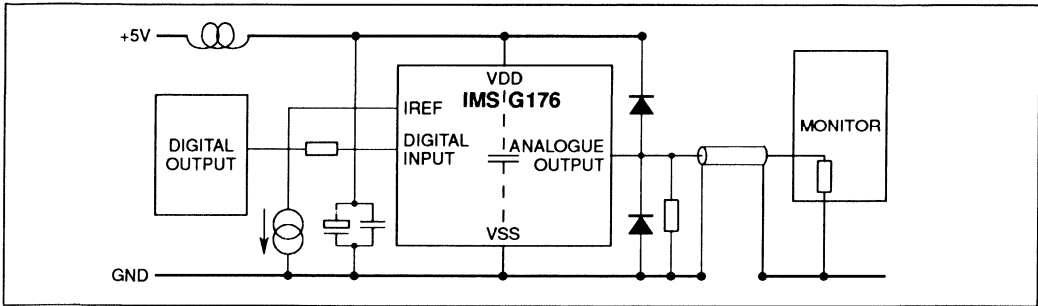 +5V
VDD
IMS G176
IREF
DIGITAL
OUTPUT
DIGITAL
INPUT
ANALOGUE
OUTPUT
MONITOR
VSS
GND